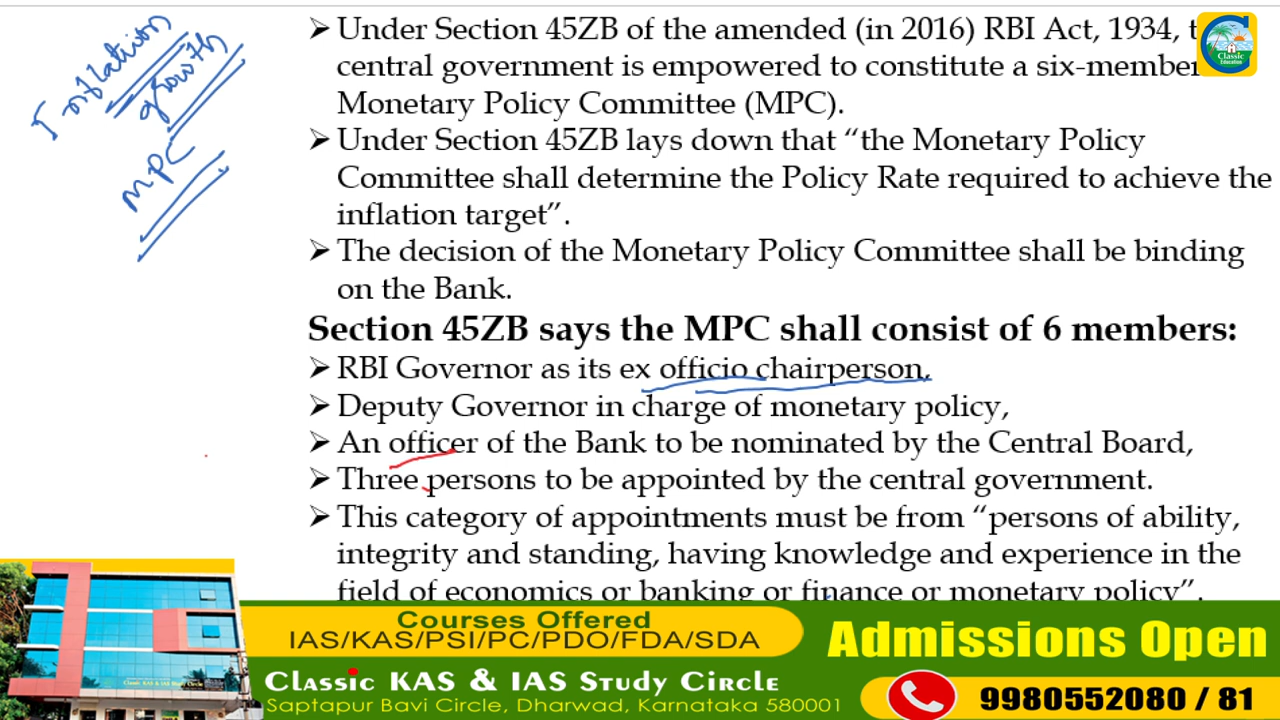 Inflation
growth
MPC
➢ Under Section 45ZB of the amended (in 2016) RBI Act, 1934,
central government is empowered to constitute a six-member
Monetary Policy Committee (MPC).
➢ Under Section 45ZB lays down that “the Monetary Policy
Committee shall determine the Policy Rate required to achieve the
inflation target”.
➢ The decision of the Monetary Policy Committee shall be binding
on the Bank.
Section 45ZB says the MPC shall consist of 6 members:
➢ RBI Governor as its ex officio chairperson,
➢ Deputy Governor in charge of monetary policy,
➢ An officer of the Bank to be nominated by the Central Board,
➢ Three persons to be appointed by the central government.
➢ This category of appointments must be from “persons of ability,
integrity and standing, having knowledge and experience in the
field of economics or banking or finance or monetary policy”.
Classic
Education
Courses Offered
IAS/KAS/PSI/PC/PDO/FDA/SDA
Classic KAS & IAS Study Circle
Saptapur Bavi Circle, Dharwad, Karnataka 580001
Admissions Open
9980552080 / 81